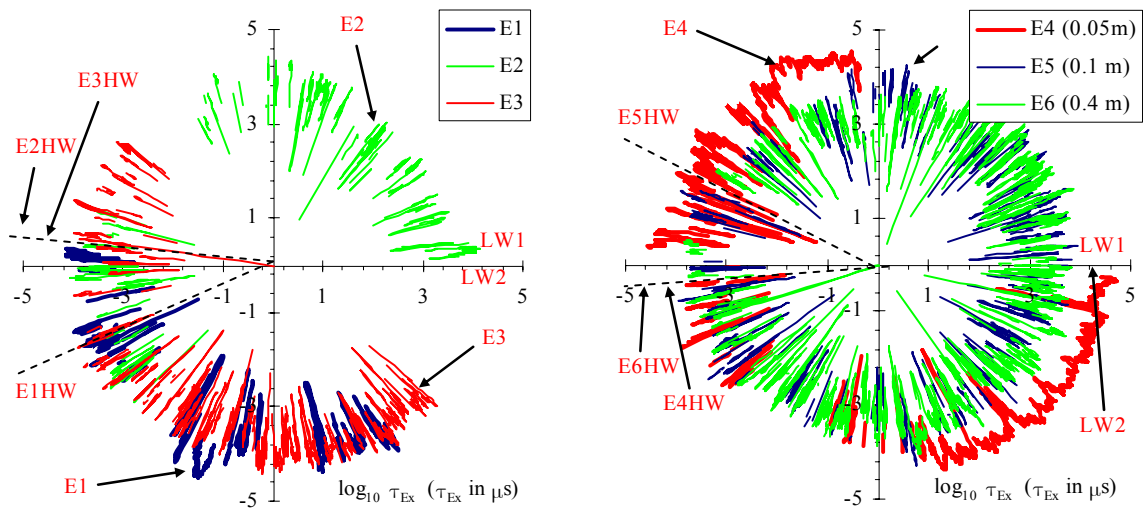 5
E2
E1
E2
E3
E3HW
3
E2HW
1
LW1
LW2
-5 -3 -1 1 3 5
-1
E3
E1HW
-3
E1
log10 τEx (τEx in μs)
-5
5
E4
E4 (0.05m)
E5 (0.1 m)
E6 (0.4 m)
E5HW
3
1
LW1
-5 -3 -1 1 3 5
-1
E6HW
E4HW
LW2
-3
log10 τEx (τEx in μs)
-5